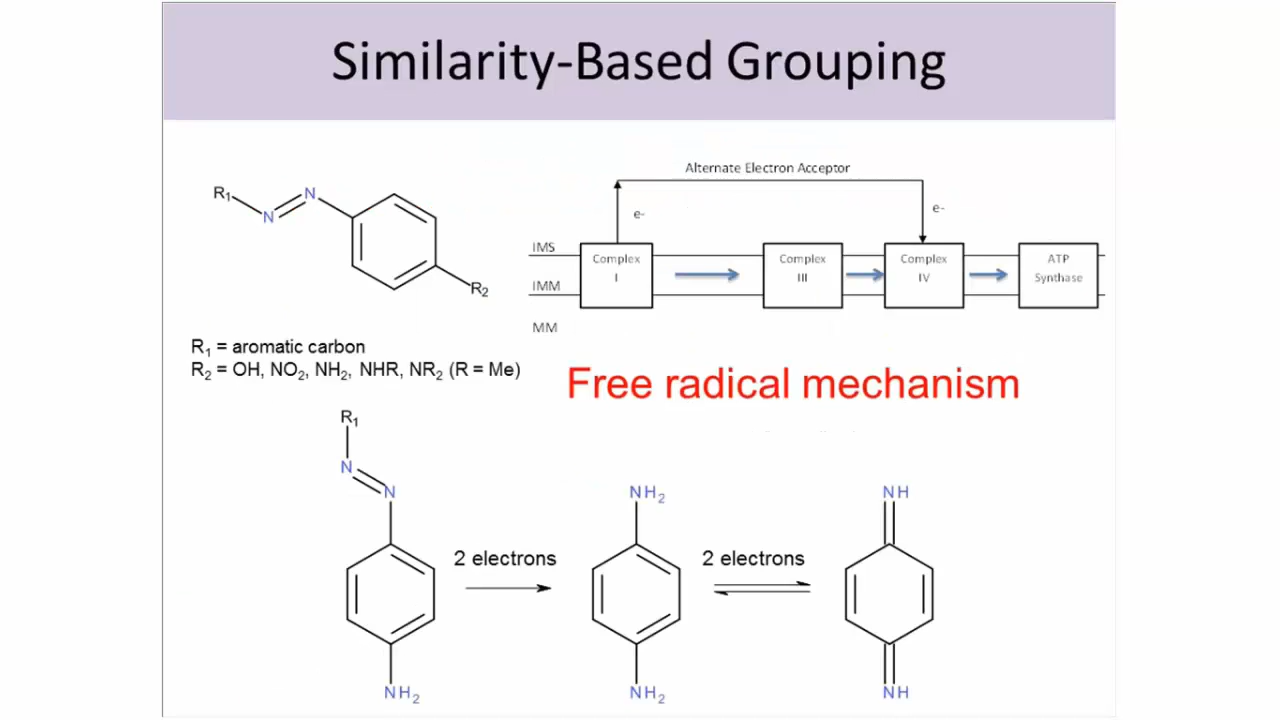 Similarity-Based Grouping
R1
N
N
R2
R1 = aromatic carbon
R2 = OH, NO2, NH2, NHR, NR2 (R = Me)
Alternate Electron Acceptor
e-
e-
IMS
IMM
MM
Complex
I
Complex
III
Complex
IV
ATP
Synthase
Free radical mechanism
R1
N
N
NH2
2 electrons
NH2
NH2
2 electrons
NH
NH